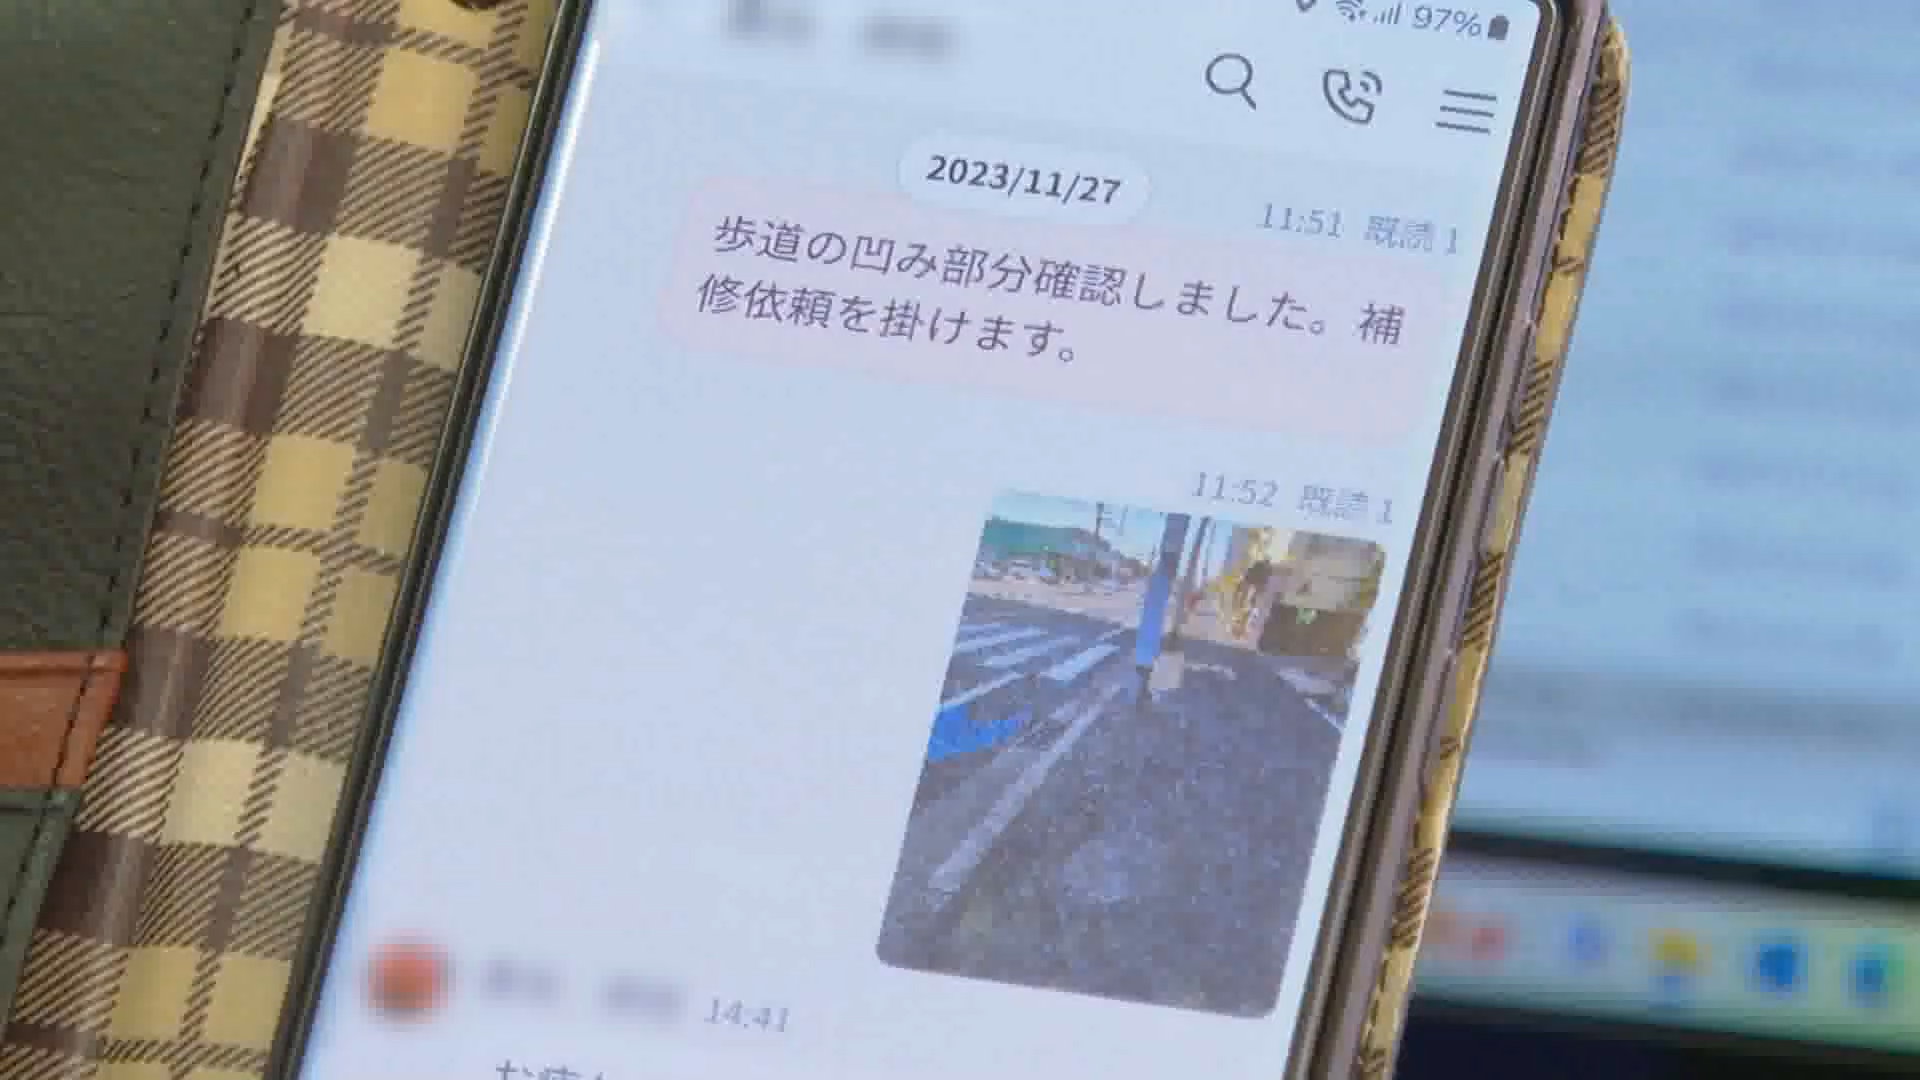 97%
2023/11/27
11:51 既読 1
歩道の凹み部分確認しました。補
修依頼を掛けます。
11:52 既読 1
14:41